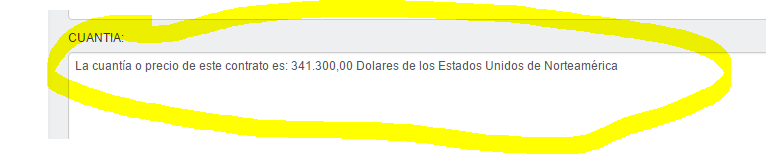 CUANTIA:
La cuantía o precio de este contrato es: 341.300,00 Dolares de los Estados Unidos de Norteamérica